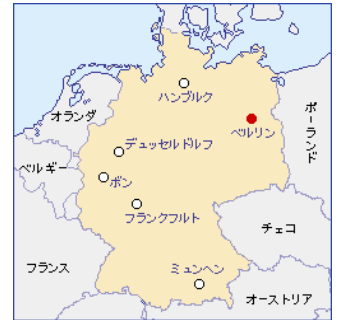 ハンブルク
オランダ
ポーランド
ベルリン
デュッセルドルフ
ベルギー
ボン
フランクフルト
チェコ
フランス
ミュンヘン
オーストリア